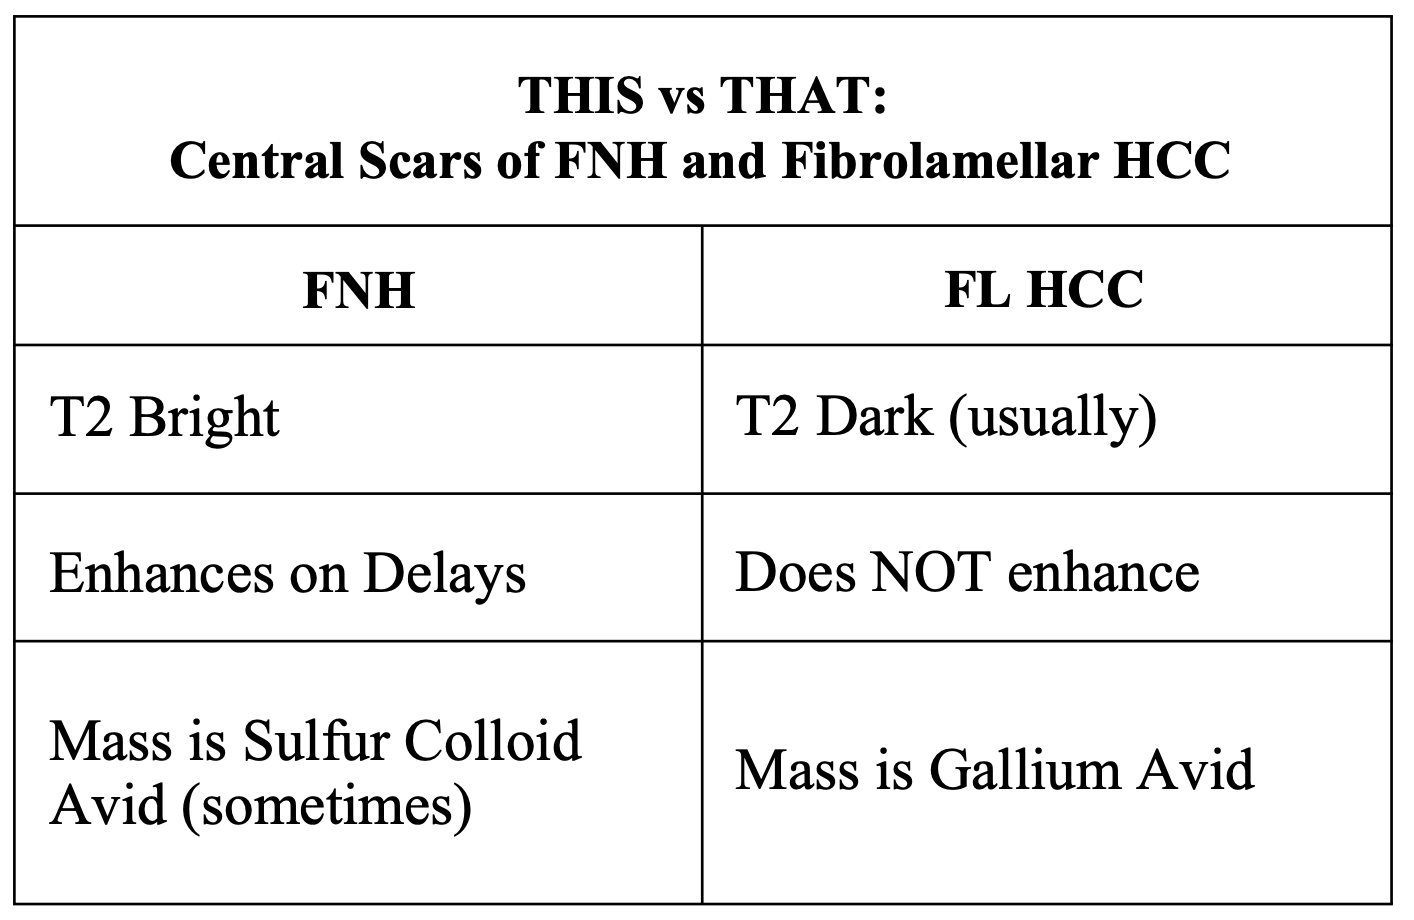 THIS vs THAT:
Central Scars of FNH and Fibrolamellar HCC
FNH
FL HCC
T2 Bright
T2 Dark (usually)
Enhances on Delays
Does NOT enhance
Mass is Sulfur Colloid
Avid (sometimes)
Mass is Gallium Avid